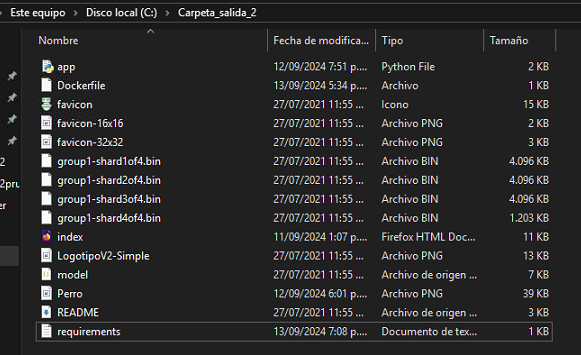 Este equipo > Disco local (C:) > Carpeta_salida_2
Nombre Fecha de modifica... Tipo Tamaño
app 12/09/2024 7:51 p.... Python File 2 KB
Dockerfile 13/09/2024 5:34 p.... Archivo 1 KB
favicon 27/07/2021 11:55 ... Icono 15 KB
favicon-16x16 27/07/2021 11:55 ... Archivo PNG 2 KB
favicon-32x32 27/07/2021 11:55 ... Archivo PNG 3 KB
group1-shard1of4.bin 27/07/2021 11:55 ... Archivo BIN 4.096 KB
2 group1-shard2of4.bin 27/07/2021 11:55 ... Archivo BIN 4.096 KB
2pru group1-shard3of4.bin 27/07/2021 11:55 ... Archivo BIN 4.096 KB
er group1-shard4of4.bin 27/07/2021 11:55 ... Archivo BIN 1.203 KB
index 11/09/2024 1:07 p.... Firefox HTML Doc... 11 KB
LogotipoV2-Simple 27/07/2021 11:55 ... Archivo PNG 13 KB
model 27/07/2021 11:55 ... Archivo de origen ... 7 KB
Perro 12/09/2024 6:01 p.... Archivo PNG 39 KB
README 27/07/2021 11:55 ... Archivo de origen ... 3 KB
requirements 13/09/2024 7:08 p.... Documento de tex... 1 KB